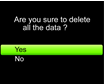 Are you sure to delete
all the data ?
Yes
No